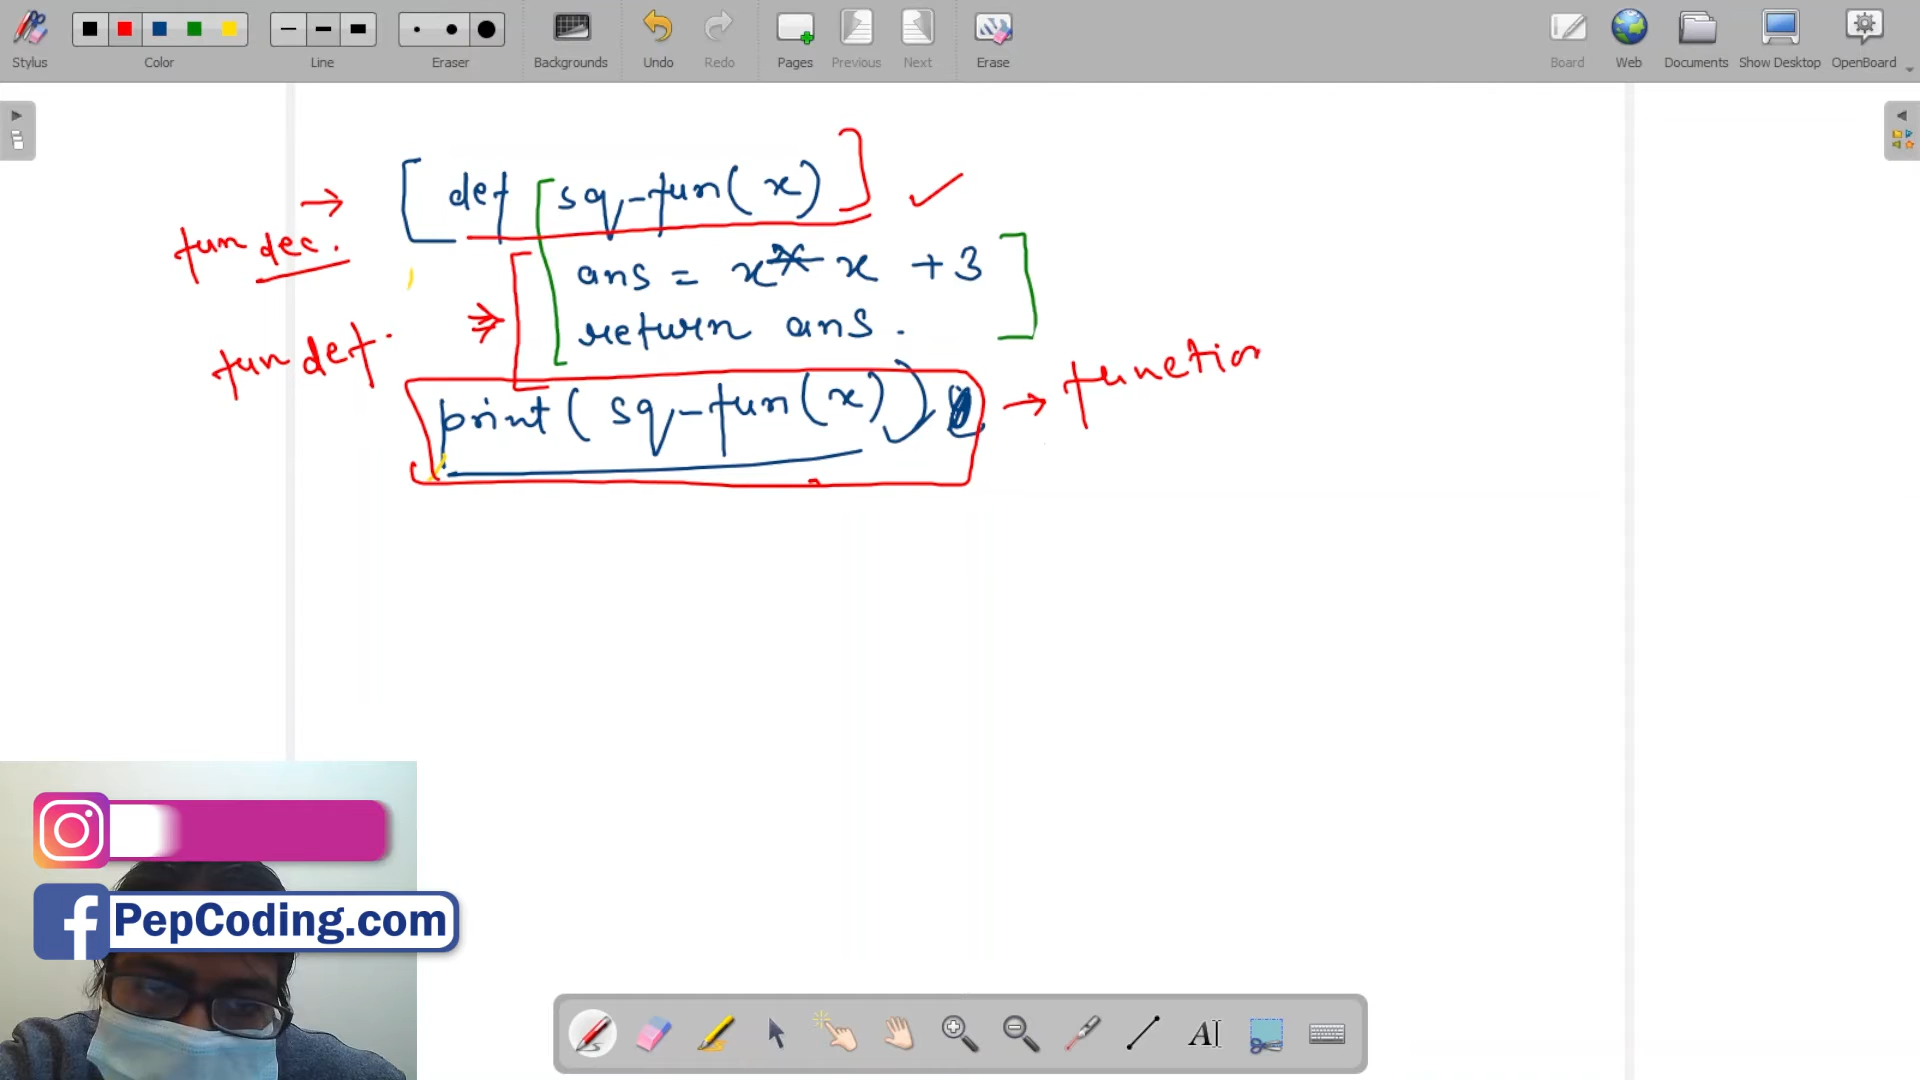 Stylus
Color
Line
Eraser
Backgrounds
Undo
Redo
Pages
Previous
Next
Erase
Board
Web
Documents
Show Desktop
OpenBoard
def sq-fun(x)
fun dec.
ans = x * x + 3
return ans.
fun def.
print( sq-fun(x))
→ function
PepCoding.com